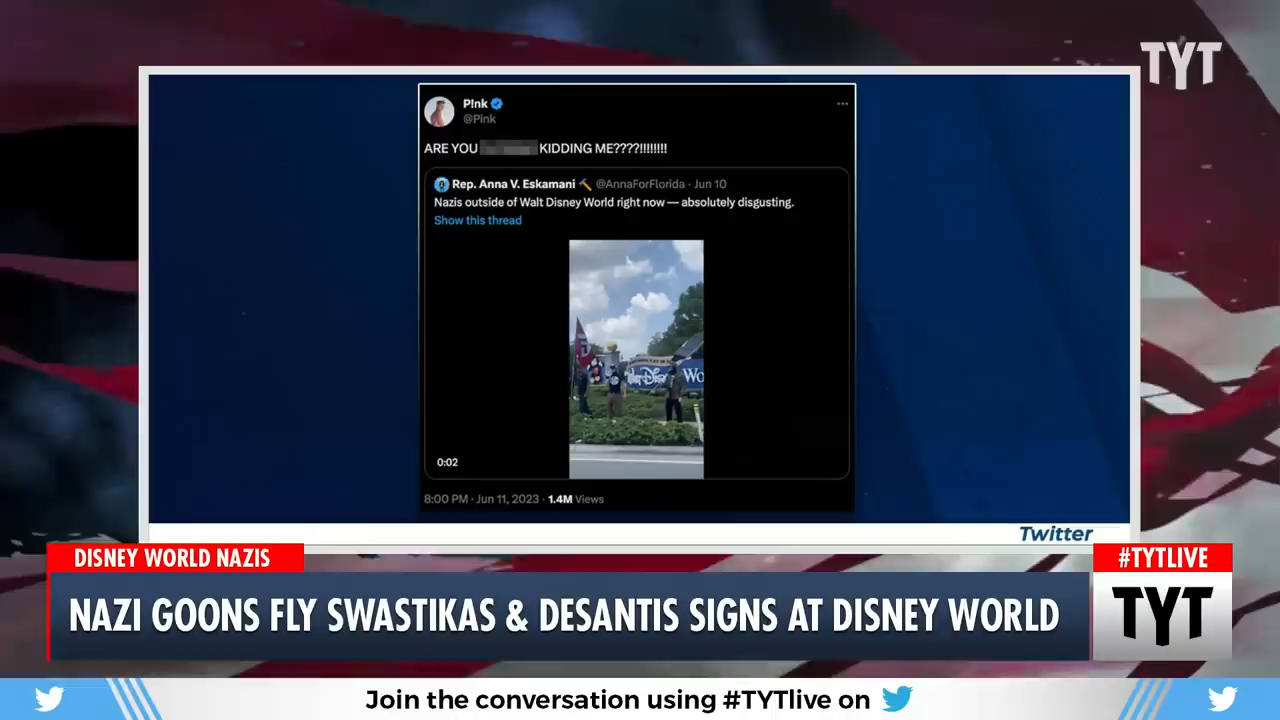 TYT
P!nk
@Pink
ARE YOU KIDDING ME????!!!!!!!!
Rep. Anna V. Eskamani @AnnaForFlorida · Jun 10
Nazis outside of Walt Disney World right now — absolutely disgusting.
Show this thread
0:02
8:00 PM · Jun 11, 2023 · 1.4M Views
Twitter
DISNEY WORLD NAZIS
#TYTLIVE
NAZI GOONS FLY SWASTIKAS & DESANTIS SIGNS AT DISNEY WORLD
TYT
Join the conversation using #TYTlive on